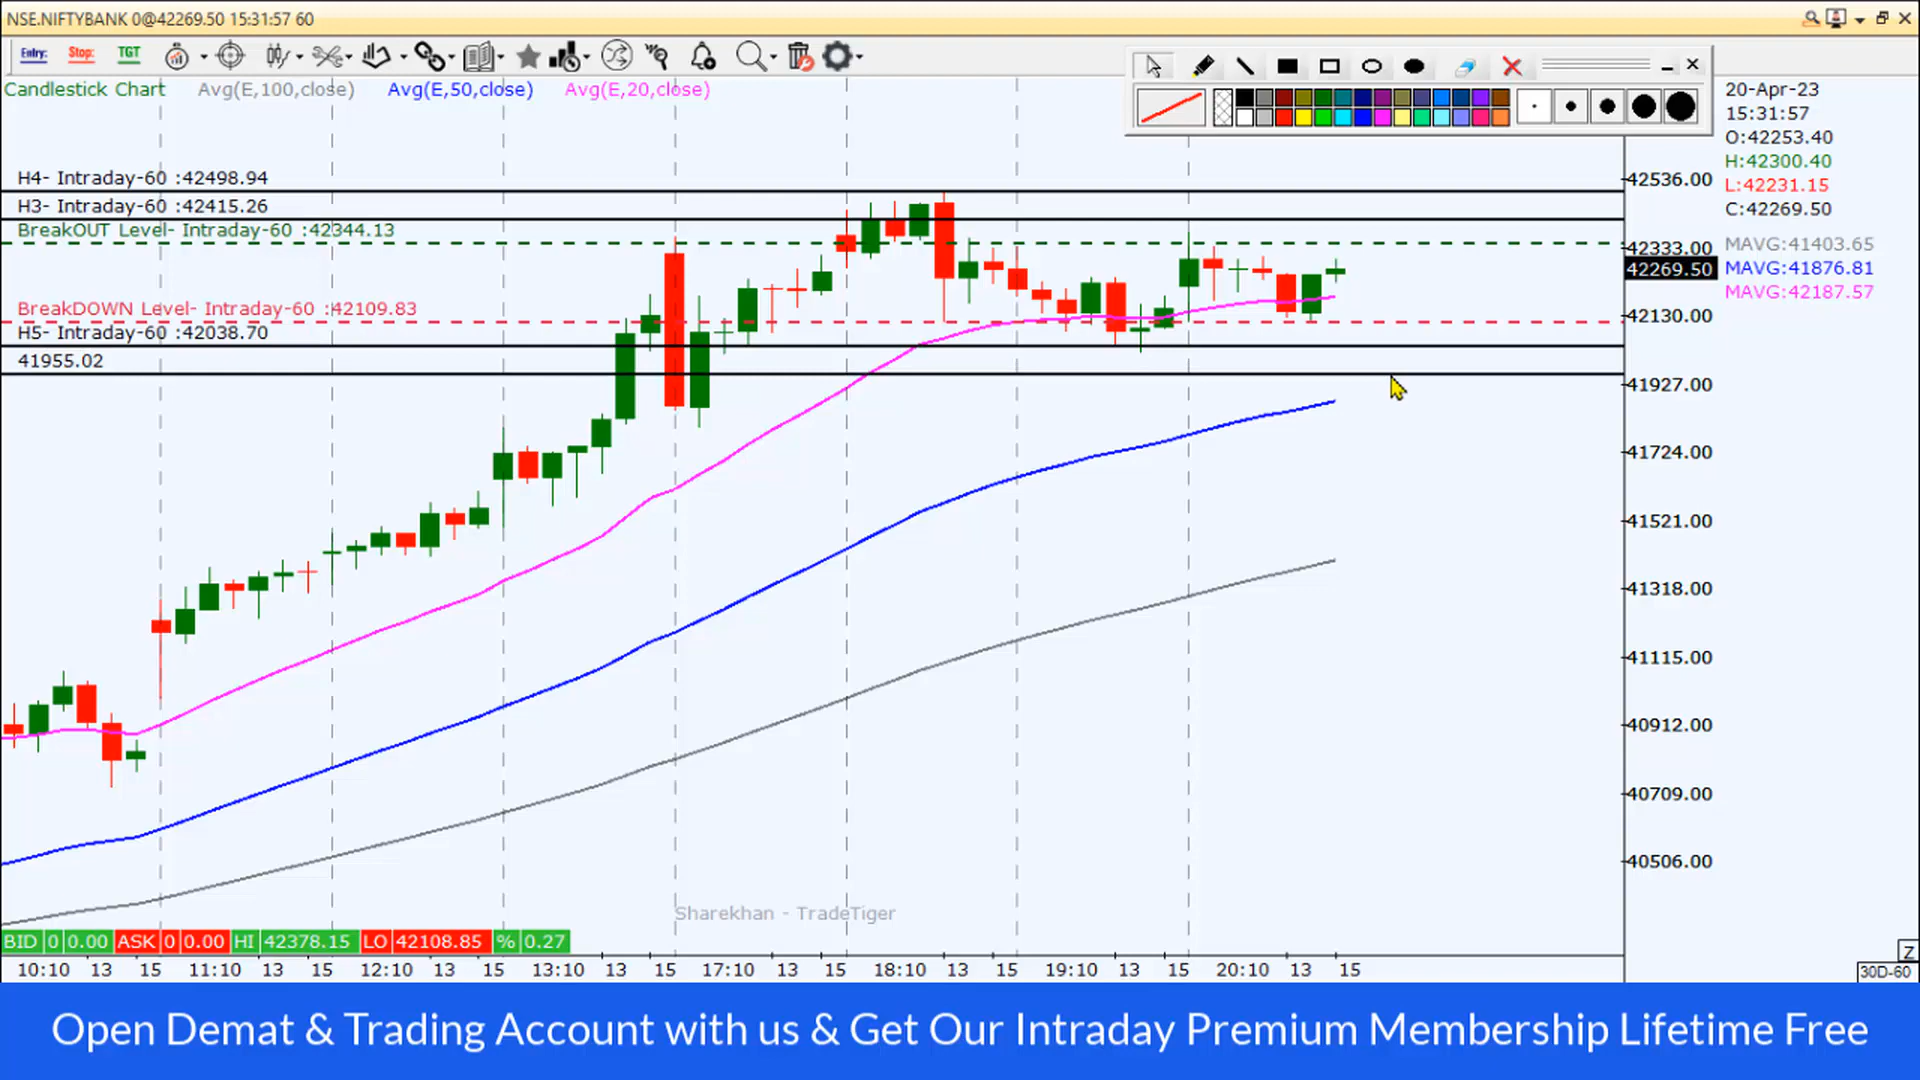 NSE.NIFTYBANK 0@42269.50 15:31:57 60
Entry: Stop: TGT
Candlestick Chart Avg(E,100,close) Avg(E,50,close) Avg(E,20,close)
20-Apr-23
15:31:57
O:42253.40
H:42300.40
L:42231.15
C:42269.50
MAVG:41403.65
MAVG:41876.81
MAVG:42187.57
H4- Intraday-60 :42498.94
H3- Intraday-60 :42415.26
BreakOUT Level- Intraday-60 :42344.13
BreakDOWN Level- Intraday-60 :42109.83
H5- Intraday-60 :42038.70
41955.02
42536.00
42333.00
42269.50
42130.00
41927.00
41724.00
41521.00
41318.00
41115.00
40912.00
40709.00
40506.00
Sharekhan - TradeTiger
BID 0 0.00 ASK 0 0.00 HI 42378.15 LO 42108.85 % 0.27
Z
10:10 13 15 11:10 13 15 12:10 13 15 13:10 13 15 17:10 13 15 18:10 13 15 19:10 13 15 20:10 13 15
30D-60
Open Demat & Trading Account with us & Get Our Intraday Premium Membership Lifetime Free